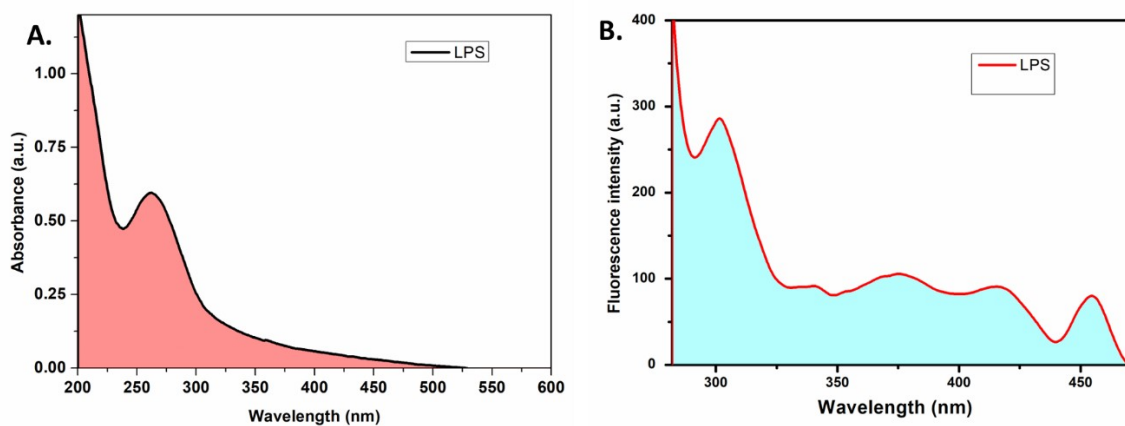 A.
LPS
Absorbance (a.u.)
1.00
0.75
0.50
0.25
0.00
200 250 300 350 400 450 500 550 600
Wavelength (nm)
B.
LPS
Fluorescence intensity (a.u.)
400
300
200
100
0
300 350 400 450
Wavelength (nm)